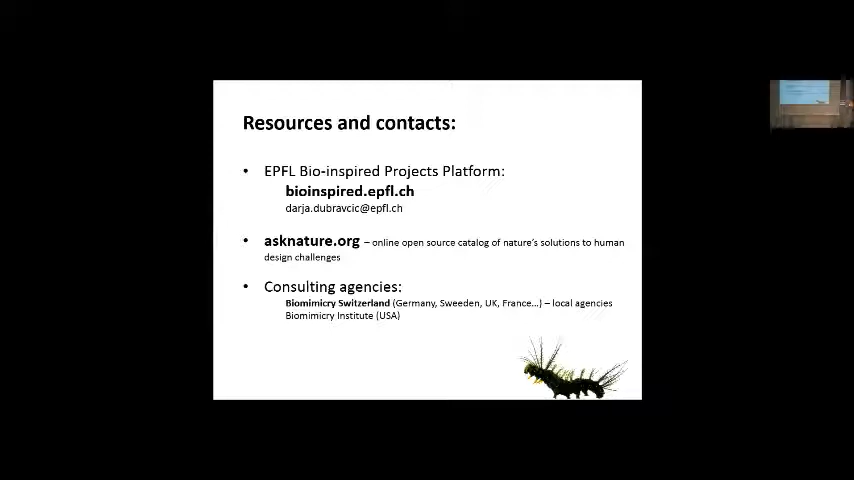 Resources and contacts:
• EPFL Bio-inspired Projects Platform:
bioinspired.epfl.ch
darja.dubravcic@epfl.ch
• asknature.org – online open source catalog of nature's solutions to human
design challenges
• Consulting agencies:
Biomimicry Switzerland (Germany, Sweeden, UK, France...) – local agencies
Biomimicry Institute (USA)